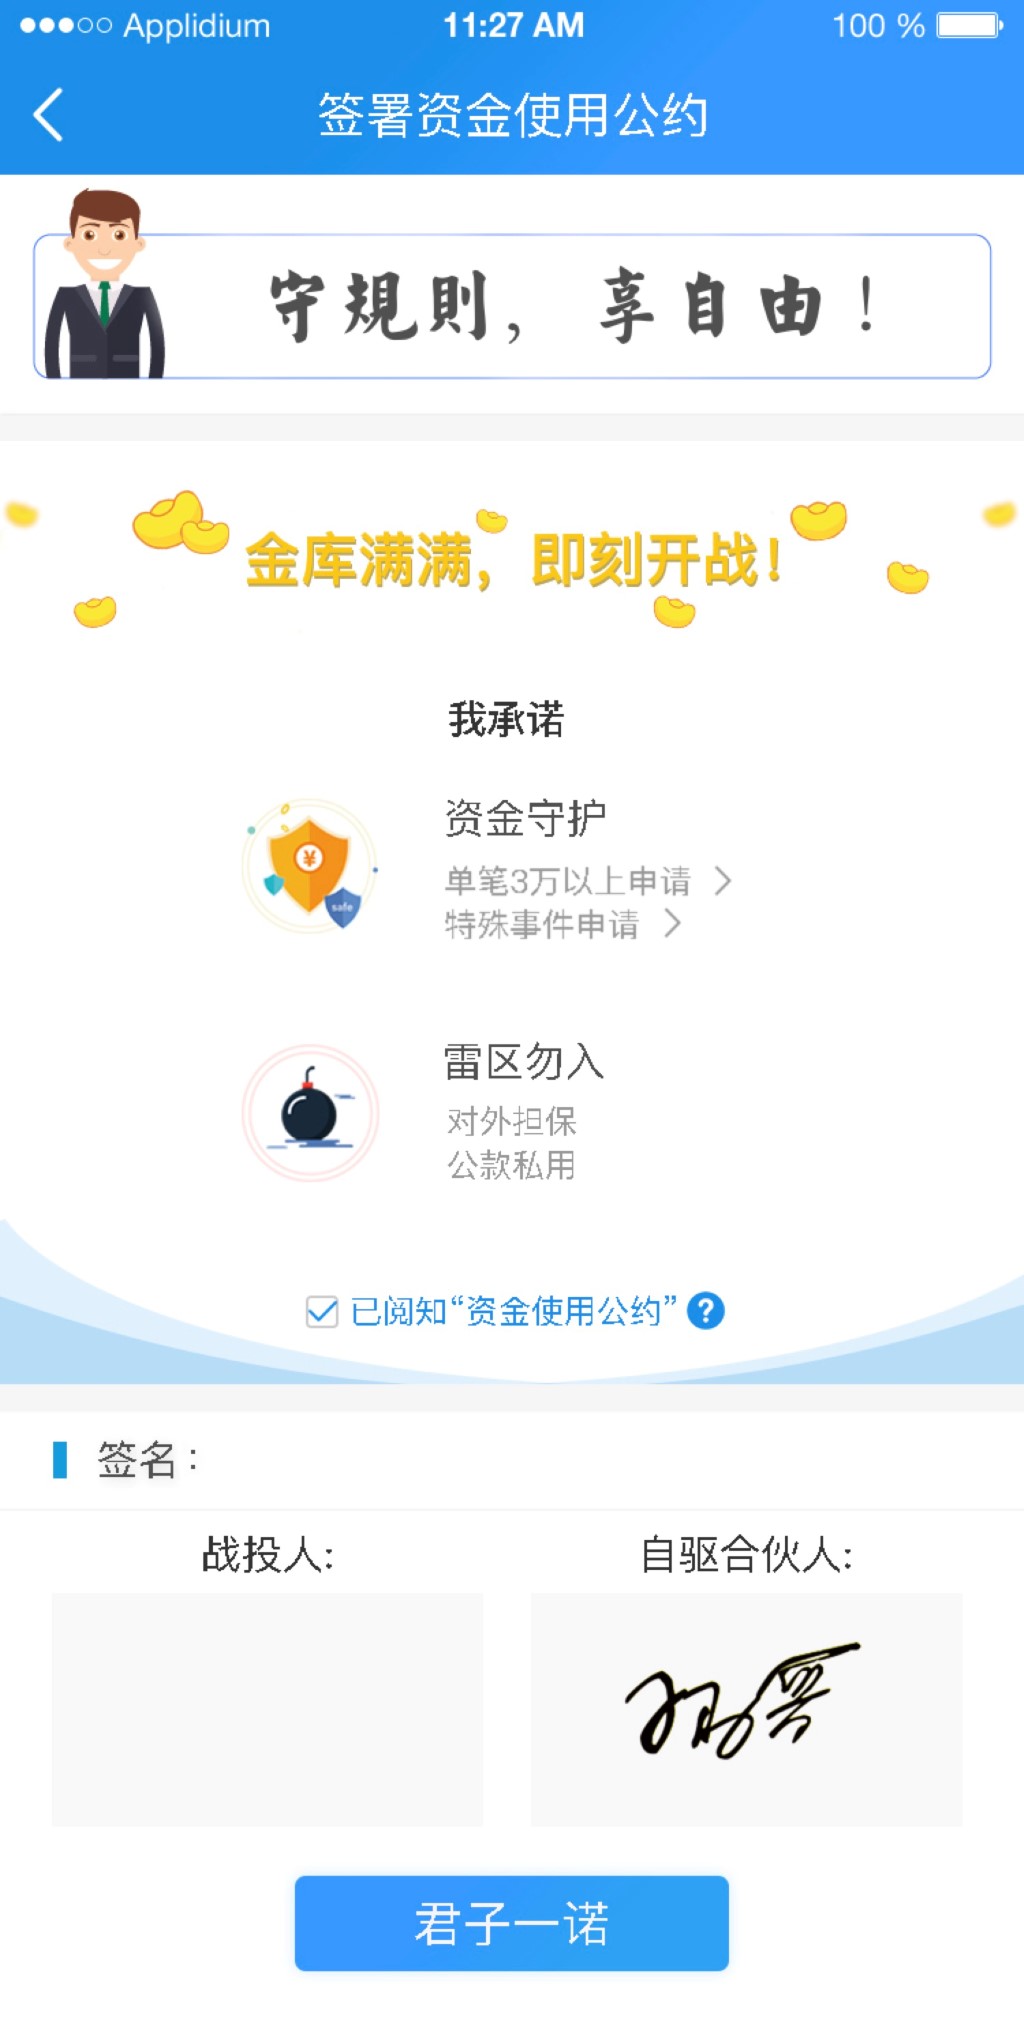 Applidium 11:27 AM 100 %
签署资金使用公约
守規則，享自由！
金库满满，即刻开战！
我承诺
资金守护
¥
safe
单笔3万以上申请
特殊事件申请
雷区勿入
对外担保
公款私用
已阅知“资金使用公约” ?
签名：
战投人: 自驱合伙人:
君子一诺